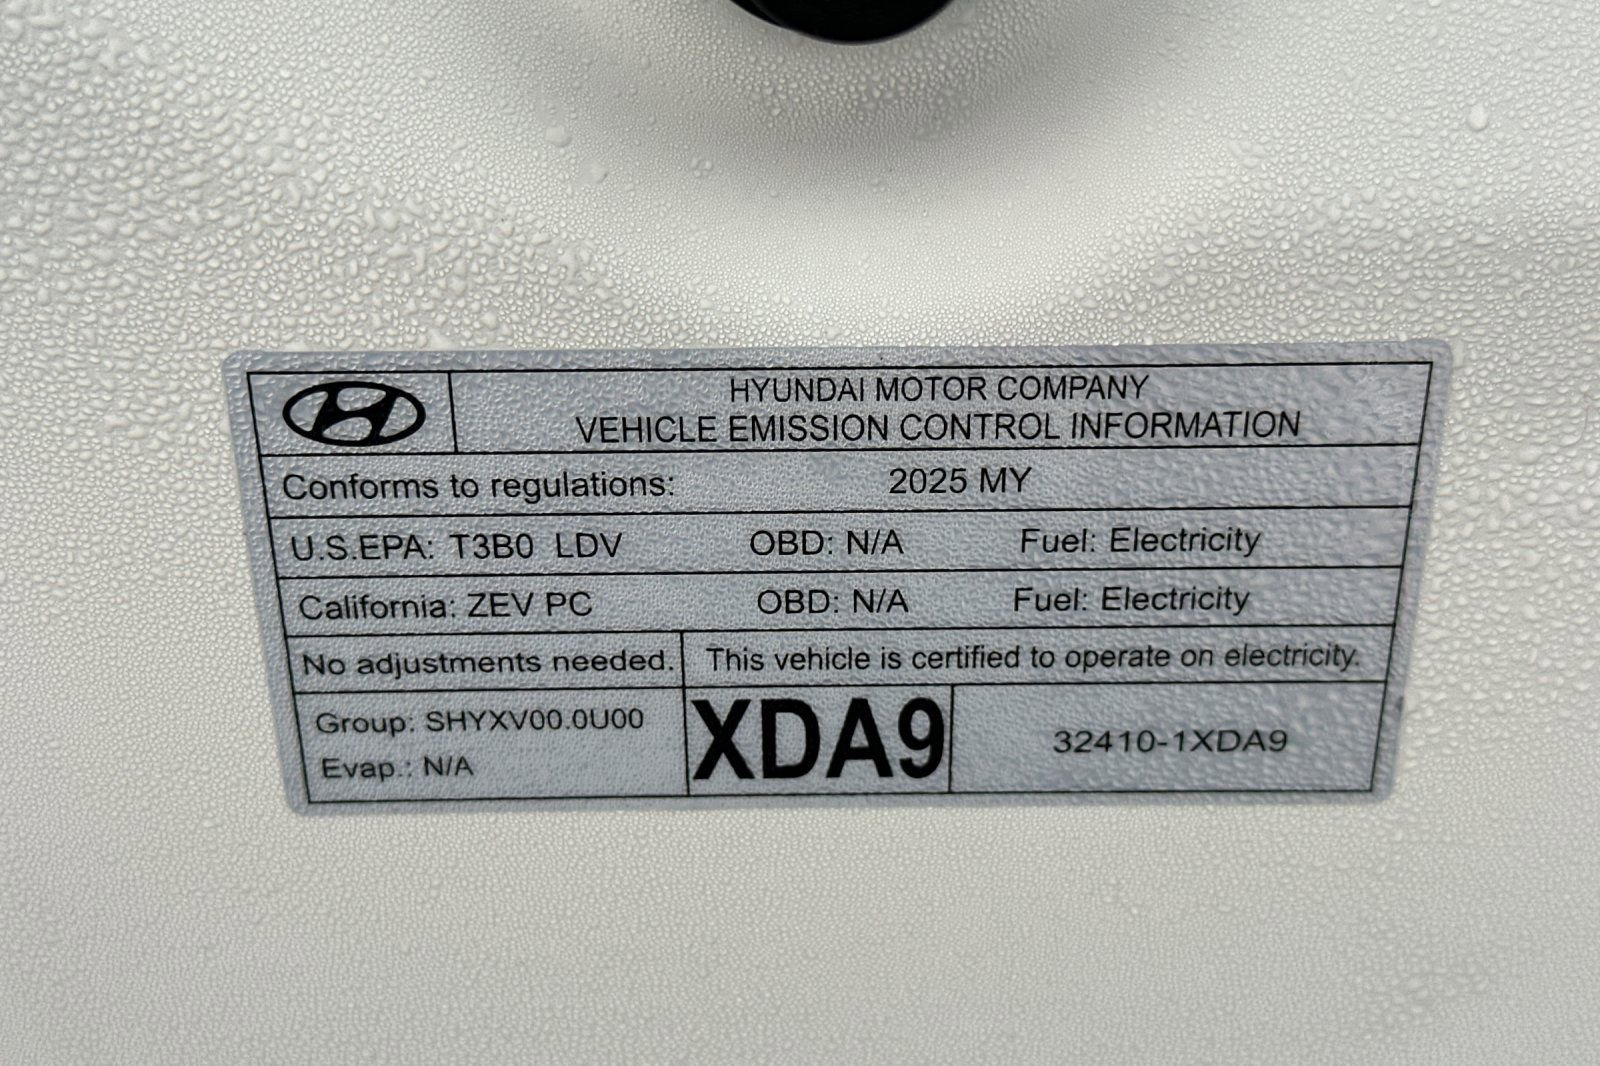 HYUNDAI MOTOR COMPANY
VEHICLE EMISSION CONTROL INFORMATION
Conforms to regulations: 2025 MY
U.S.EPA: T3B0 LDV OBD: N/A Fuel: Electricity
California: ZEV PC OBD: N/A Fuel: Electricity
No adjustments needed. This vehicle is certified to operate on electricity.
Group: SHYXV00.0U00
Evap.: N/A
XDA9
32410-1XDA9